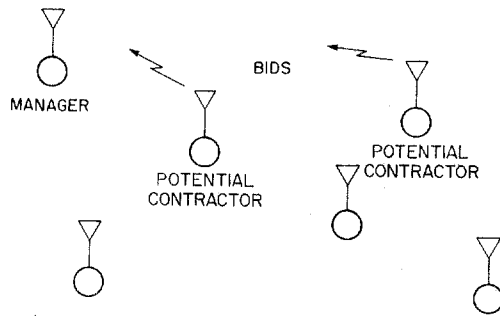 BIDS
MANAGER
POTENTIAL
CONTRACTOR
POTENTIAL
CONTRACTOR